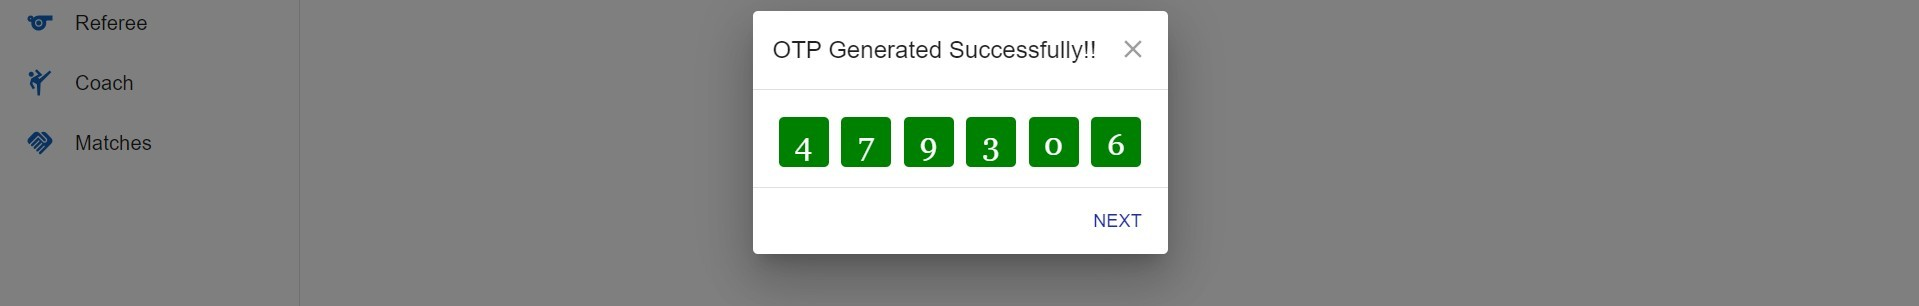 Referee
Coach
Matches
OTP Generated Successfully!!
4 7 9 3 0 6
NEXT